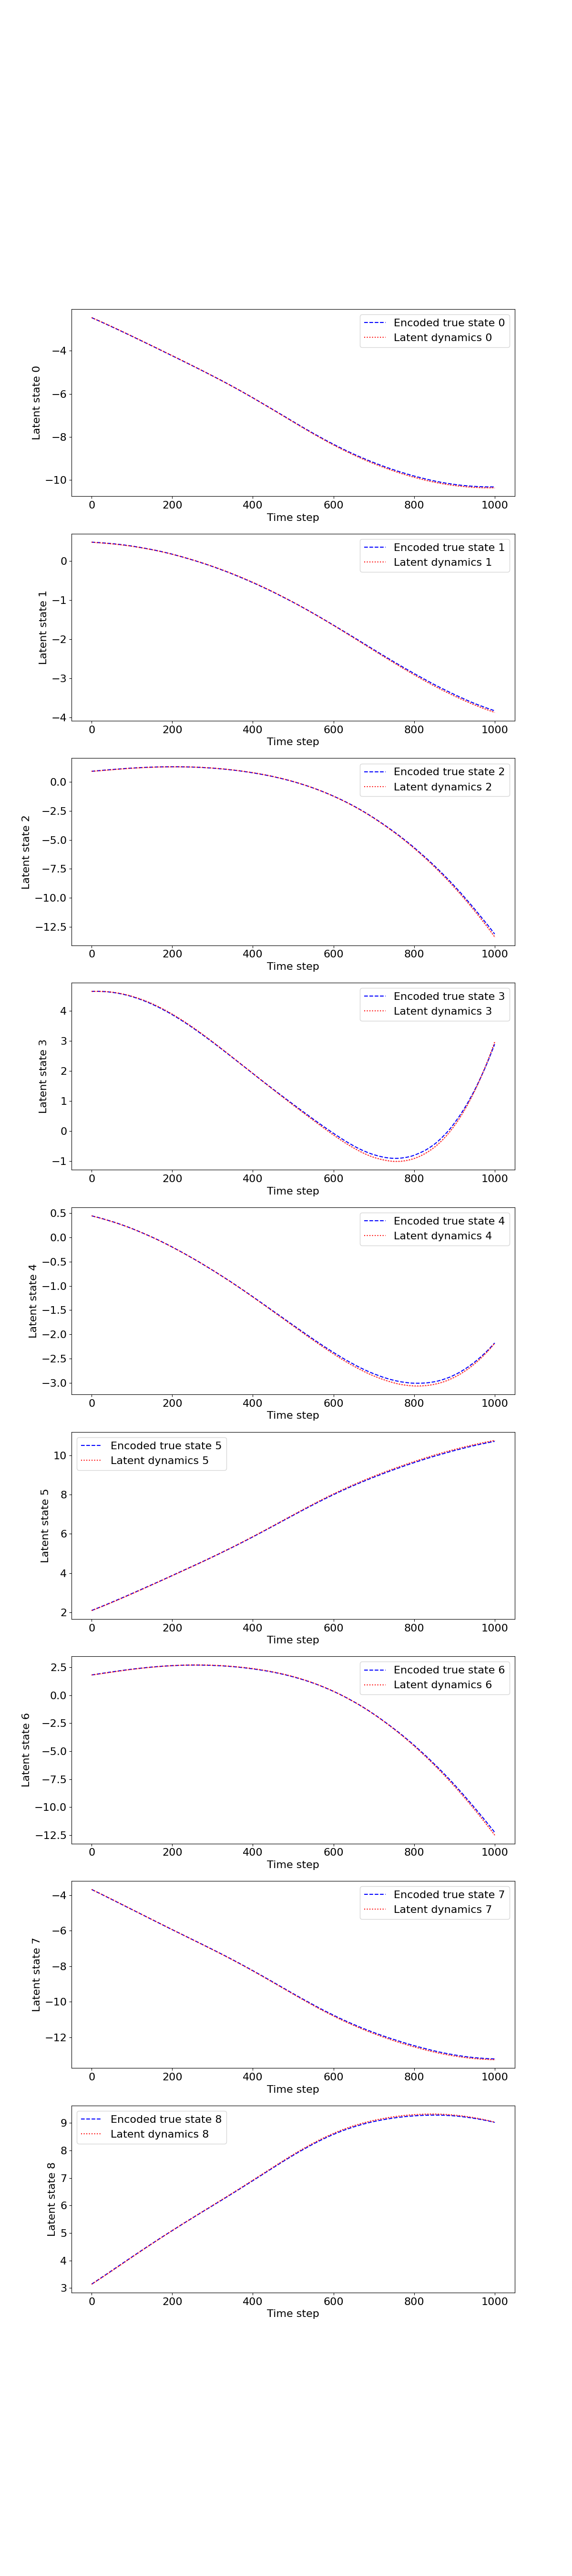 Encoded true state 0
Latent dynamics 0
−4
−6
−8
−10
Latent state 0
0 200 400 600 800 1000
Time step
Encoded true state 1
Latent dynamics 1
0
−1
−2
−3
−4
Latent state 1
0 200 400 600 800 1000
Time step
Encoded true state 2
Latent dynamics 2
0.0
−2.5
−5.0
−7.5
−10.0
−12.5
Latent state 2
0 200 400 600 800 1000
Time step
Encoded true state 3
Latent dynamics 3
4
3
2
1
0
−1
Latent state 3
0 200 400 600 800 1000
Time step
Encoded true state 4
Latent dynamics 4
0.5
0.0
−0.5
−1.0
−1.5
−2.0
−2.5
−3.0
Latent state 4
0 200 400 600 800 1000
Time step
Encoded true state 5
Latent dynamics 5
10
8
6
4
2
Latent state 5
0 200 400 600 800 1000
Time step
Encoded true state 6
Latent dynamics 6
2.5
0.0
−2.5
−5.0
−7.5
−10.0
−12.5
Latent state 6
0 200 400 600 800 1000
Time step
Encoded true state 7
Latent dynamics 7
−4
−6
−8
−10
−12
Latent state 7
0 200 400 600 800 1000
Time step
Encoded true state 8
Latent dynamics 8
9
8
7
6
5
4
3
Latent state 8
0 200 400 600 800 1000
Time step